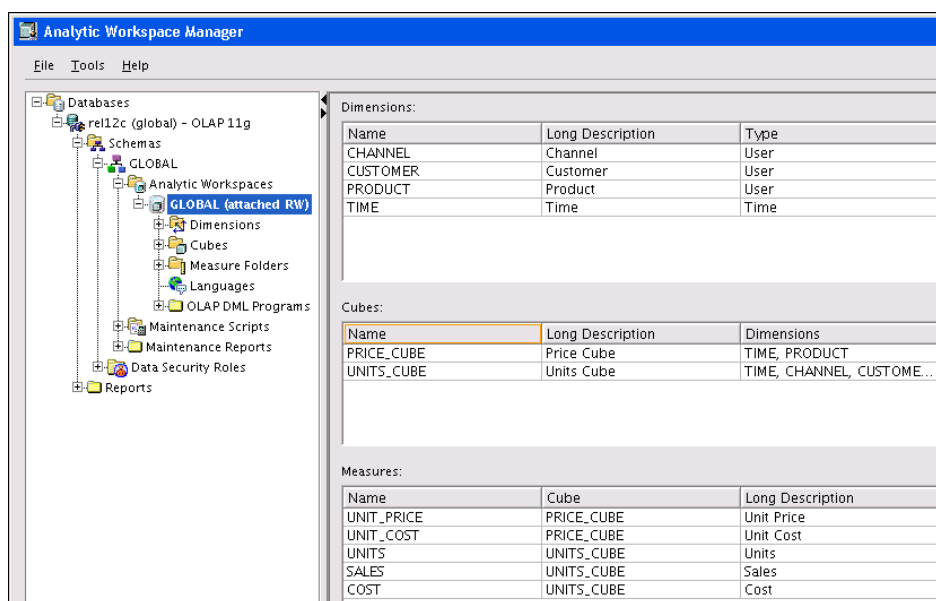 Analytic Workspace Manager
File Tools Help
Databases
rel12c (global) - OLAP 11g
Schemas
GLOBAL
Analytic Workspaces
GLOBAL (attached RW)
Dimensions
Cubes
Measure Folders
Languages
OLAP DML Programs
Maintenance Scripts
Maintenance Reports
Data Security Roles
Reports
Dimensions:
Name Long Description Type
CHANNEL Channel User
CUSTOMER Customer User
PRODUCT Product User
TIME Time Time
Cubes:
Name Long Description Dimensions
PRICE_CUBE Price Cube TIME, PRODUCT
UNITS_CUBE Units Cube TIME, CHANNEL, CUSTOME...
Measures:
Name Cube Long Description
UNIT_PRICE PRICE_CUBE Unit Price
UNIT_COST PRICE_CUBE Unit Cost
UNITS UNITS_CUBE Units
SALES UNITS_CUBE Sales
COST UNITS_CUBE Cost